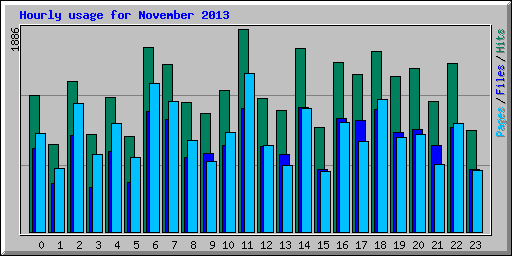 Hourly usage for November 2013
1886
Pages/Files/Hits
0 1 2 3 4 5 6 7 8 9 10 11 12 13 14 15 16 17 18 19 20 21 22 23